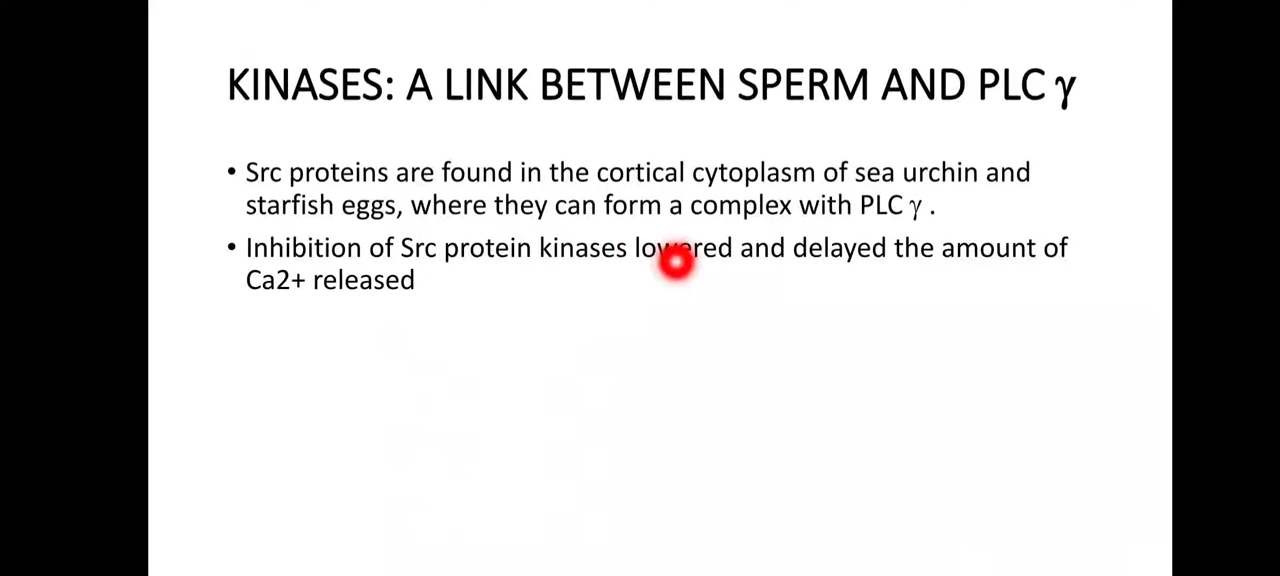 KINASES: A LINK BETWEEN SPERM AND PLC γ
• Src proteins are found in the cortical cytoplasm of sea urchin and
starfish eggs, where they can form a complex with PLC γ .
• Inhibition of Src protein kinases lowered and delayed the amount of
Ca2+ released